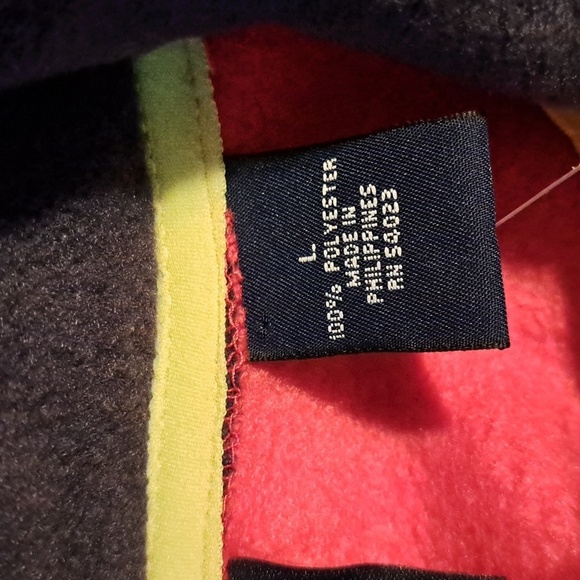 L
100% POLYESTER
MADE IN
PHILIPPINES
RN 54023